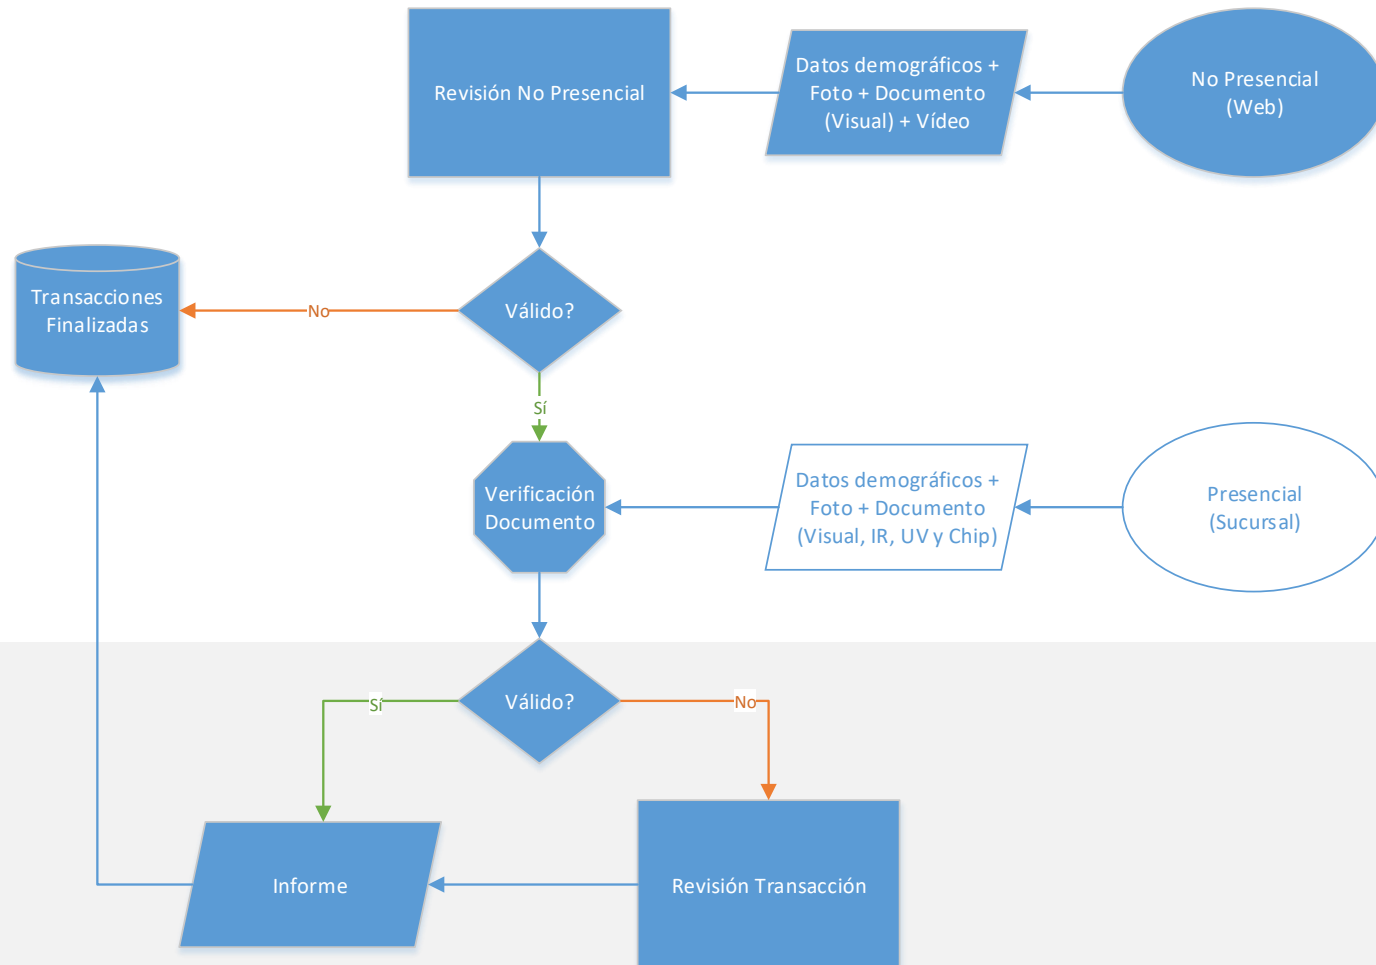 Revisión No Presencial
Datos demográficos +
Foto + Documento
(Visual) + Vídeo
No Presencial
(Web)
Transacciones
Finalizadas
No
Válido?
Sí
Verificación
Documento
Datos demográficos +
Foto + Documento
(Visual, IR, UV y Chip)
Presencial
(Sucursal)
Válido?
Sí
No
Informe
Revisión Transacción